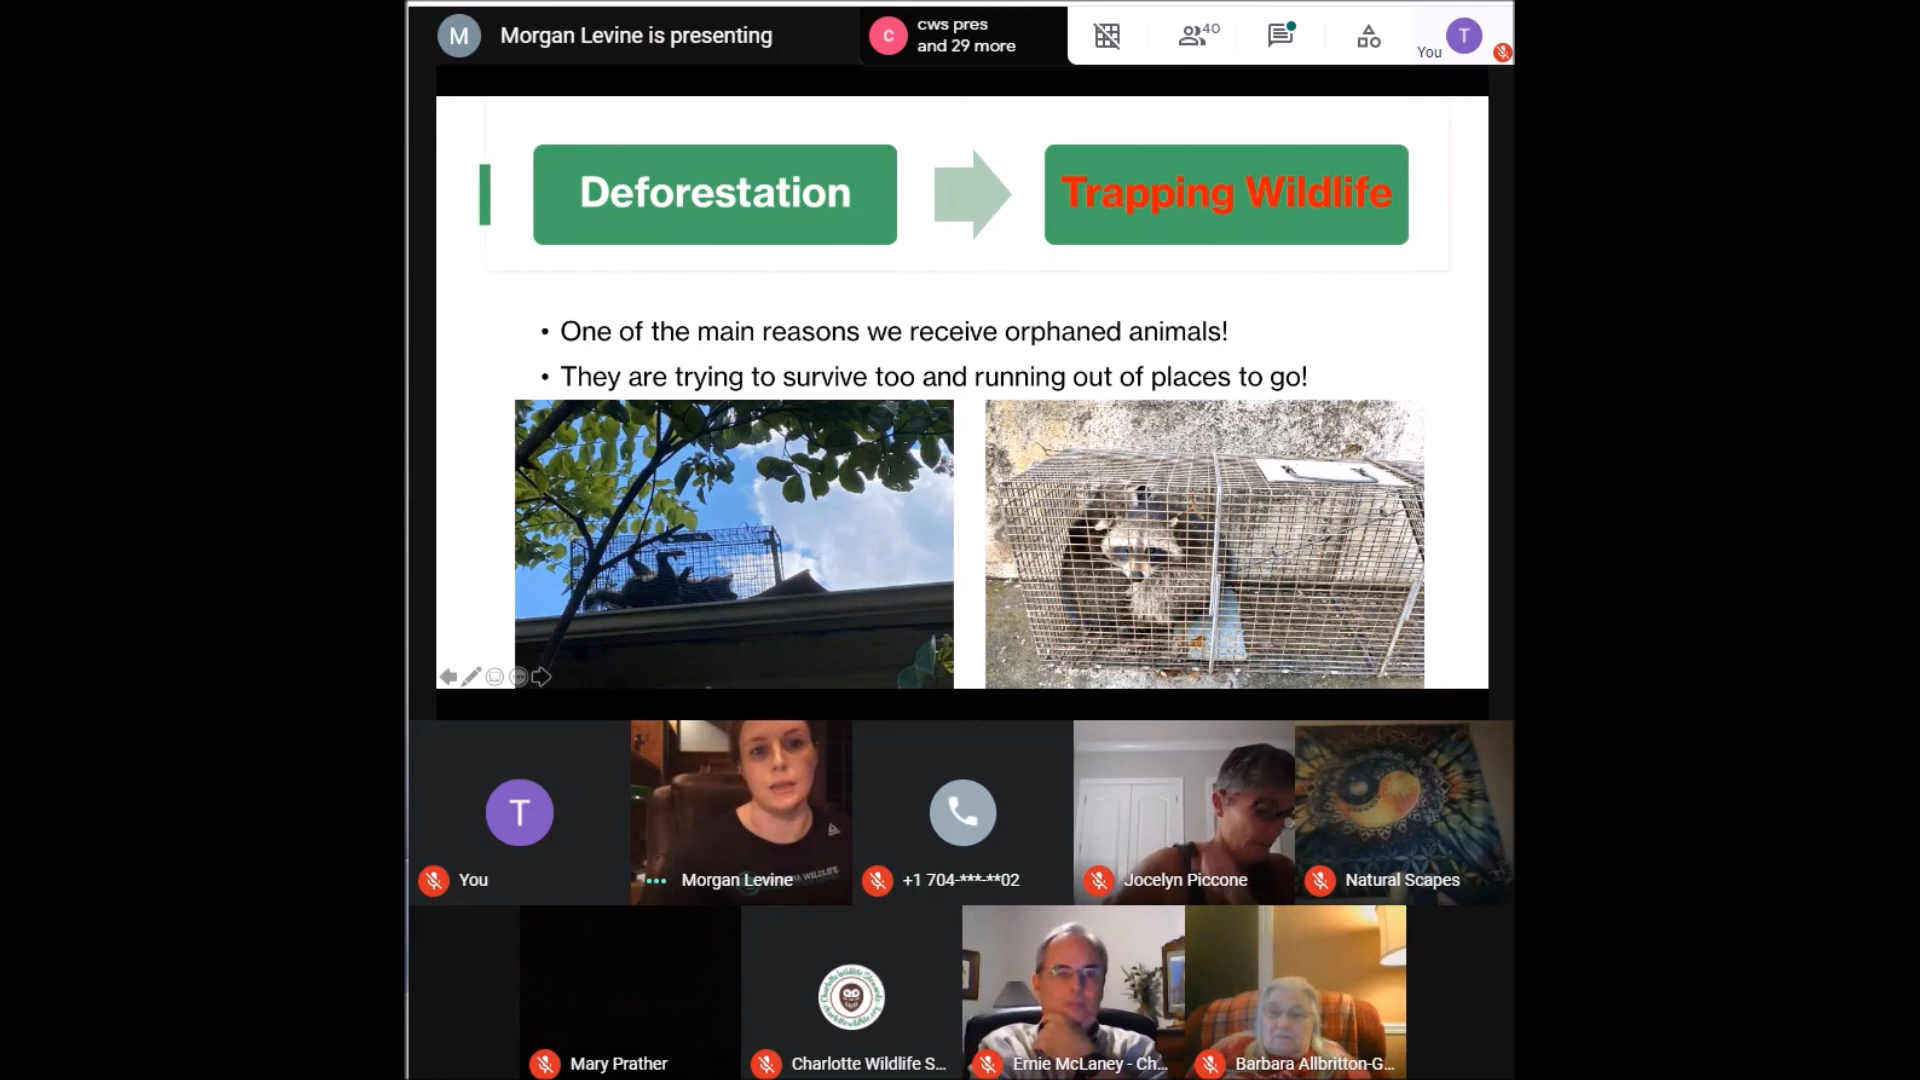 M
Morgan Levine is presenting
C
cws pres
and 29 more
40
You
T
Deforestation
Trapping Wildlife
• One of the main reasons we receive orphaned animals!
• They are trying to survive too and running out of places to go!
T
You
Morgan Levine
WILDLIFE
+1 704-***-**02
Jocelyn Piccone
Natural Scapes
Mary Prather
Charlotte Wildlife S...
Ernie McLaney - Ch...
Barbara Allbritton-G...